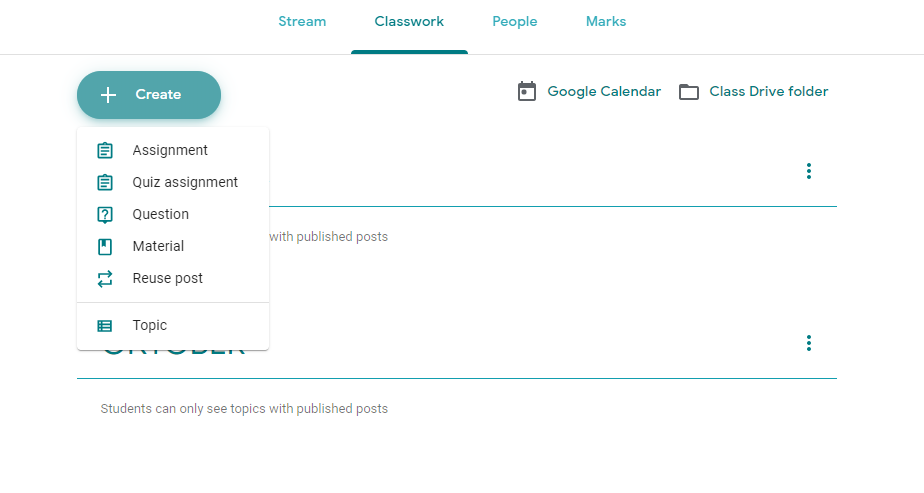 Stream Classwork People Marks
Create
Google Calendar Class Drive folder
Assignment
Quiz assignment
Question
Material
Reuse post
Topic
with published posts
OKTOBER
Students can only see topics with published posts